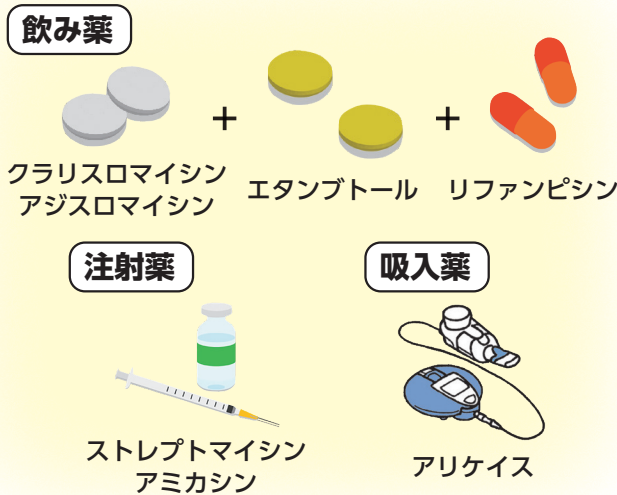 飲み薬
+
+
クラリスロマイシン
アジスロマイシン
エタンブトール
リファンピシン
注射薬
吸入薬
ストレプトマイシン
アミカシン
アリケイス